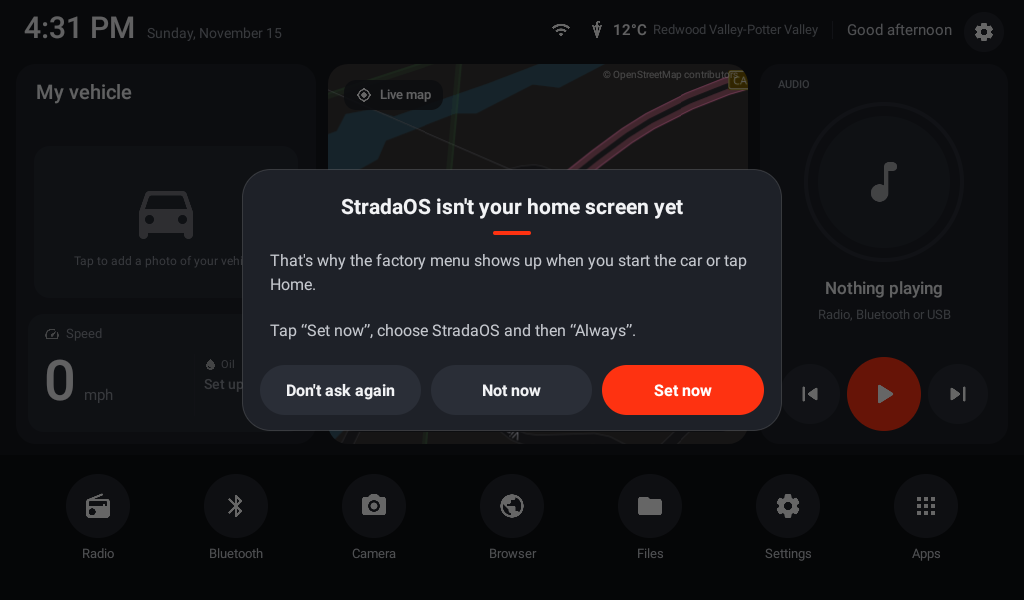 4:31 PM
Sunday, November 15
12°C
Redwood Valley-Potter Valley
Good afternoon
My vehicle
Tap to add a photo of your
Speed
0 mph
Oil
Set up
© OpenStreetMap contributors
CA
Live map
AUDIO
Nothing playing
Radio, Bluetooth or USB
StradaOS isn't your home screen yet
That's why the factory menu shows up when you start the car or tap
Home.
Tap “Set now”, choose StradaOS and then “Always”.
Don't ask again
Not now
Set now
Radio
Bluetooth
Camera
Browser
Files
Settings
Apps